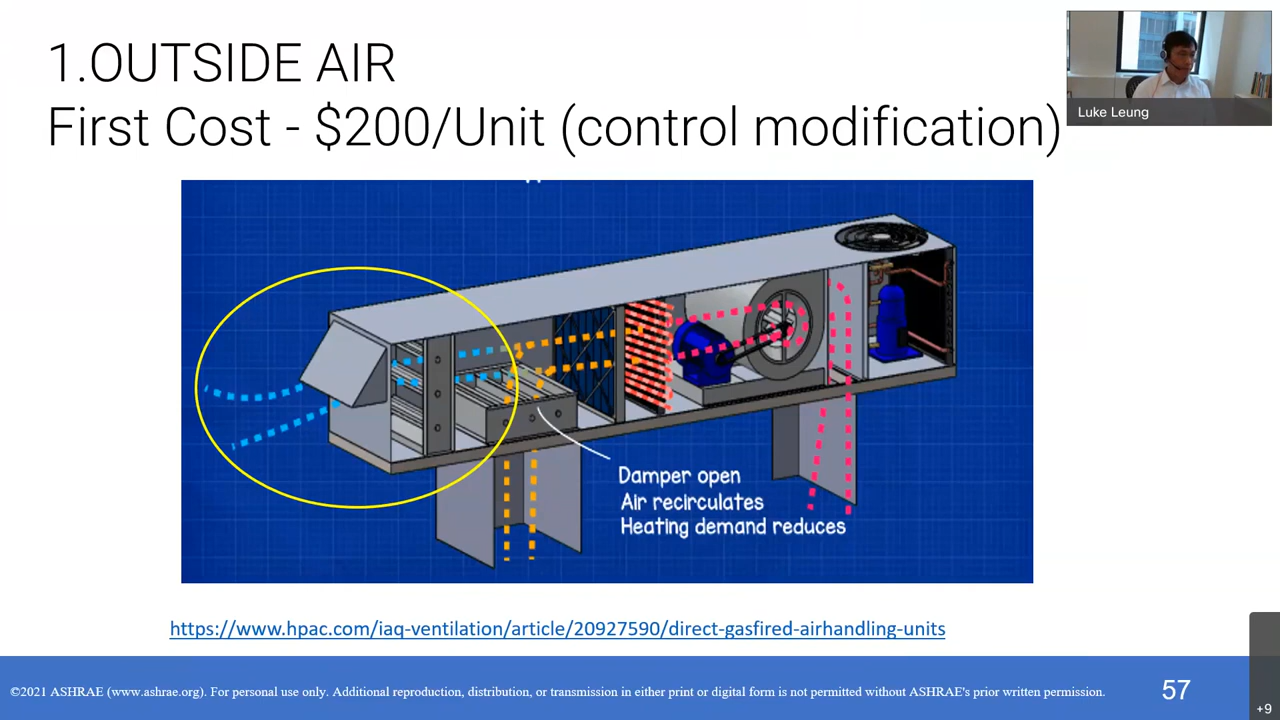 1.OUTSIDE AIR
First Cost - $200/Unit (control modification)
Luke Leung
Damper open
Air recirculates
Heating demand reduces
https://www.hpac.com/iaq-ventilation/article/20927590/direct-gasfired-airhandling-units
©2021 ASHRAE (www.ashrae.org). For personal use only. Additional reproduction, distribution, or transmission in either print or digital form is not permitted without ASHRAE's prior written permission.
57
+9